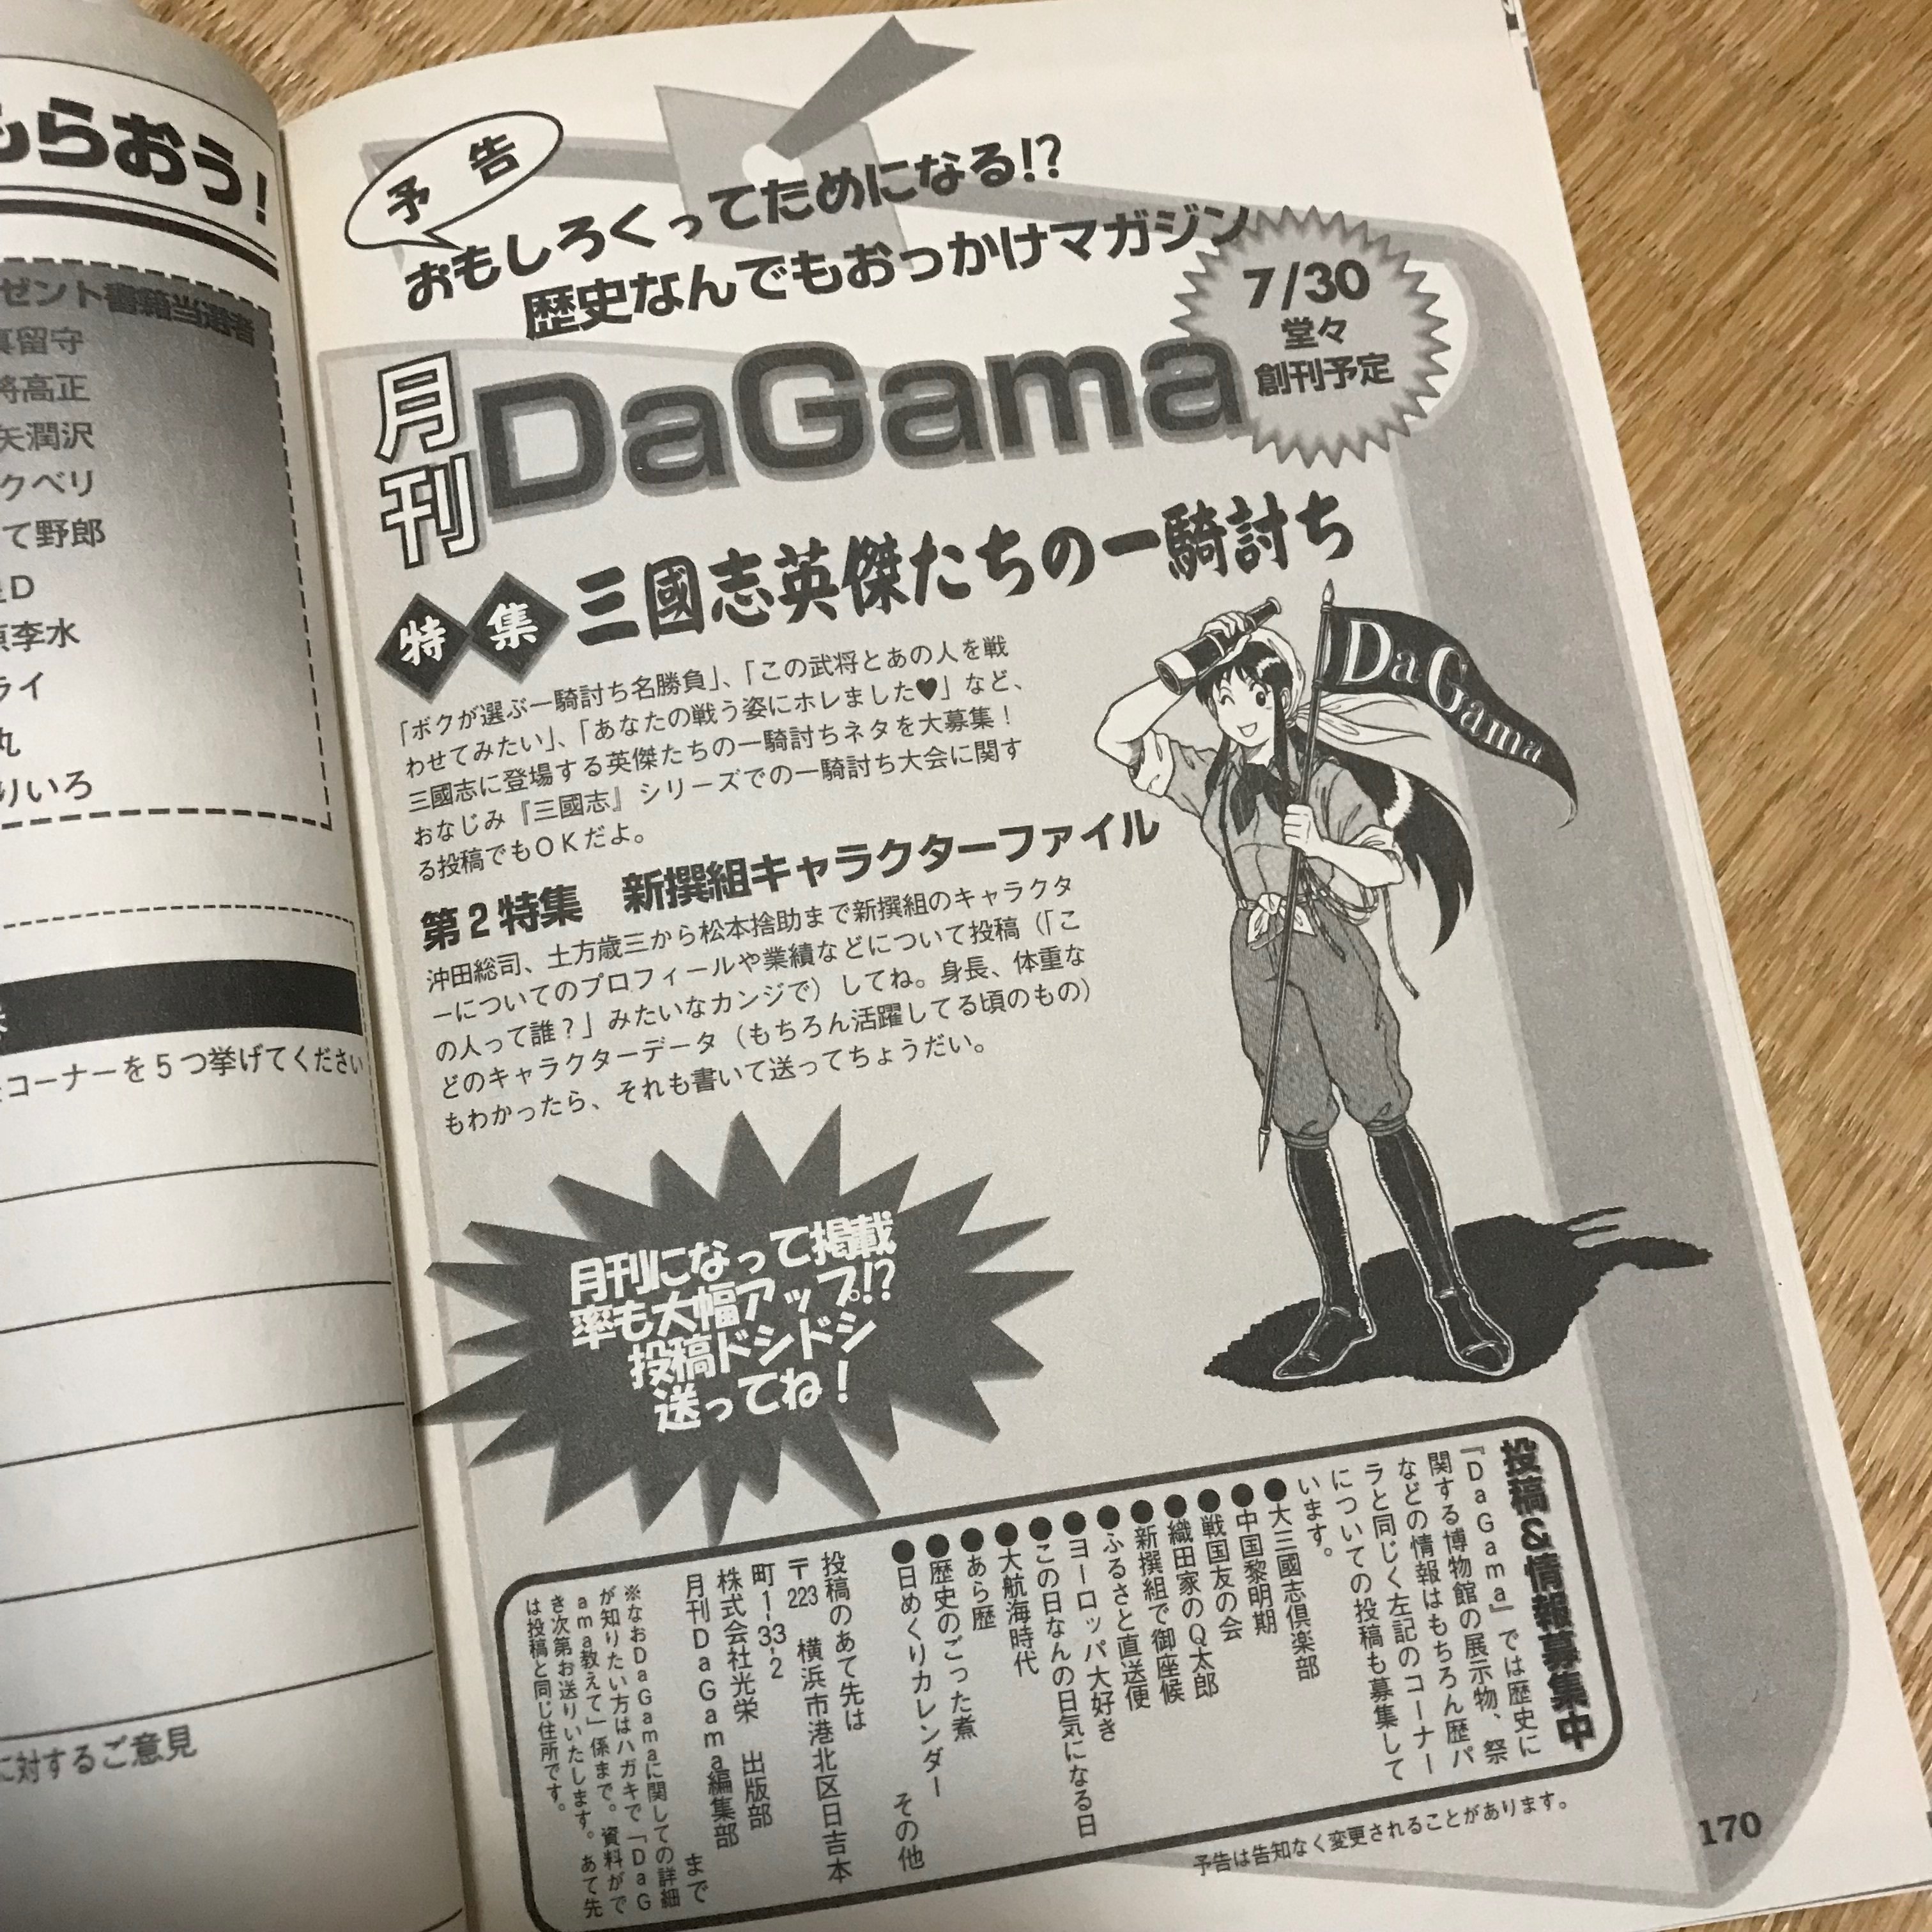 もらおう!
ゼント書籍当選者
真留守
将高正
矢潤沢
クベリ
て野郎
D
李水
ライ
丸
りいろ
コーナーを5つ挙げてください
に対するご意見
予告
おもしろくってためになる!?
歴史なんでもおっかけマガジン
7/30
堂々
創刊予定
月刊
DaGama
特集
三國志英傑たちの一騎討ち
「ボクが選ぶ一騎討ち名勝負」、「この武将とあの人を戦
わせてみたい」、「あなたの戦う姿にホレました♥」など、
三國志に登場する英傑たちの一騎討ちネタを大募集!
おなじみ『三國志』シリーズでの一騎討ち大会に関す
る投稿でもOKだよ。
DaGama
第2特集 新撰組キャラクターファイル
沖田総司、土方歳三から松本捨助まで新撰組のキャラクタ
ーについてのプロフィールや業績などについて投稿(「こ
の人って誰?」みたいなカンジで)してね。身長、体重な
どのキャラクターデータ(もちろん活躍してる頃のもの)
もわかったら、それも書いて送ってちょうだい。
月刊になって掲載
率も大幅アップ!?
投稿ドシドシ
送ってね!
投稿&情報募集中
『DaGama』では歴史に
関する博物館の展示物、祭
などの情報はもちろん歴パ
ラと同じく左記のコーナー
についての投稿も募集して
います。
●大三國志倶楽部
●中国黎明期
●戦国友の会
●織田家のQ太郎
●新撰組で御座候
●ふるさと直送便
●ヨーロッパ大好き
●この日なんの日気になる日
●大航海時代
●あら歴
●歴史のごった煮
●日めくりカレンダー その他
投稿のあて先は
〒223 横浜市港北区日吉本
町1-33-2
株式会社光栄 出版部
月刊DaGama編集部 まで
※なおDaGamaに関しての詳細
が知りたい方はハガキで「DaG
ama教えて」係まで。資料がで
き次第お送りいたします。あて先
は投稿と同じ住所です。
予告は告知なく変更されることがあります。
170